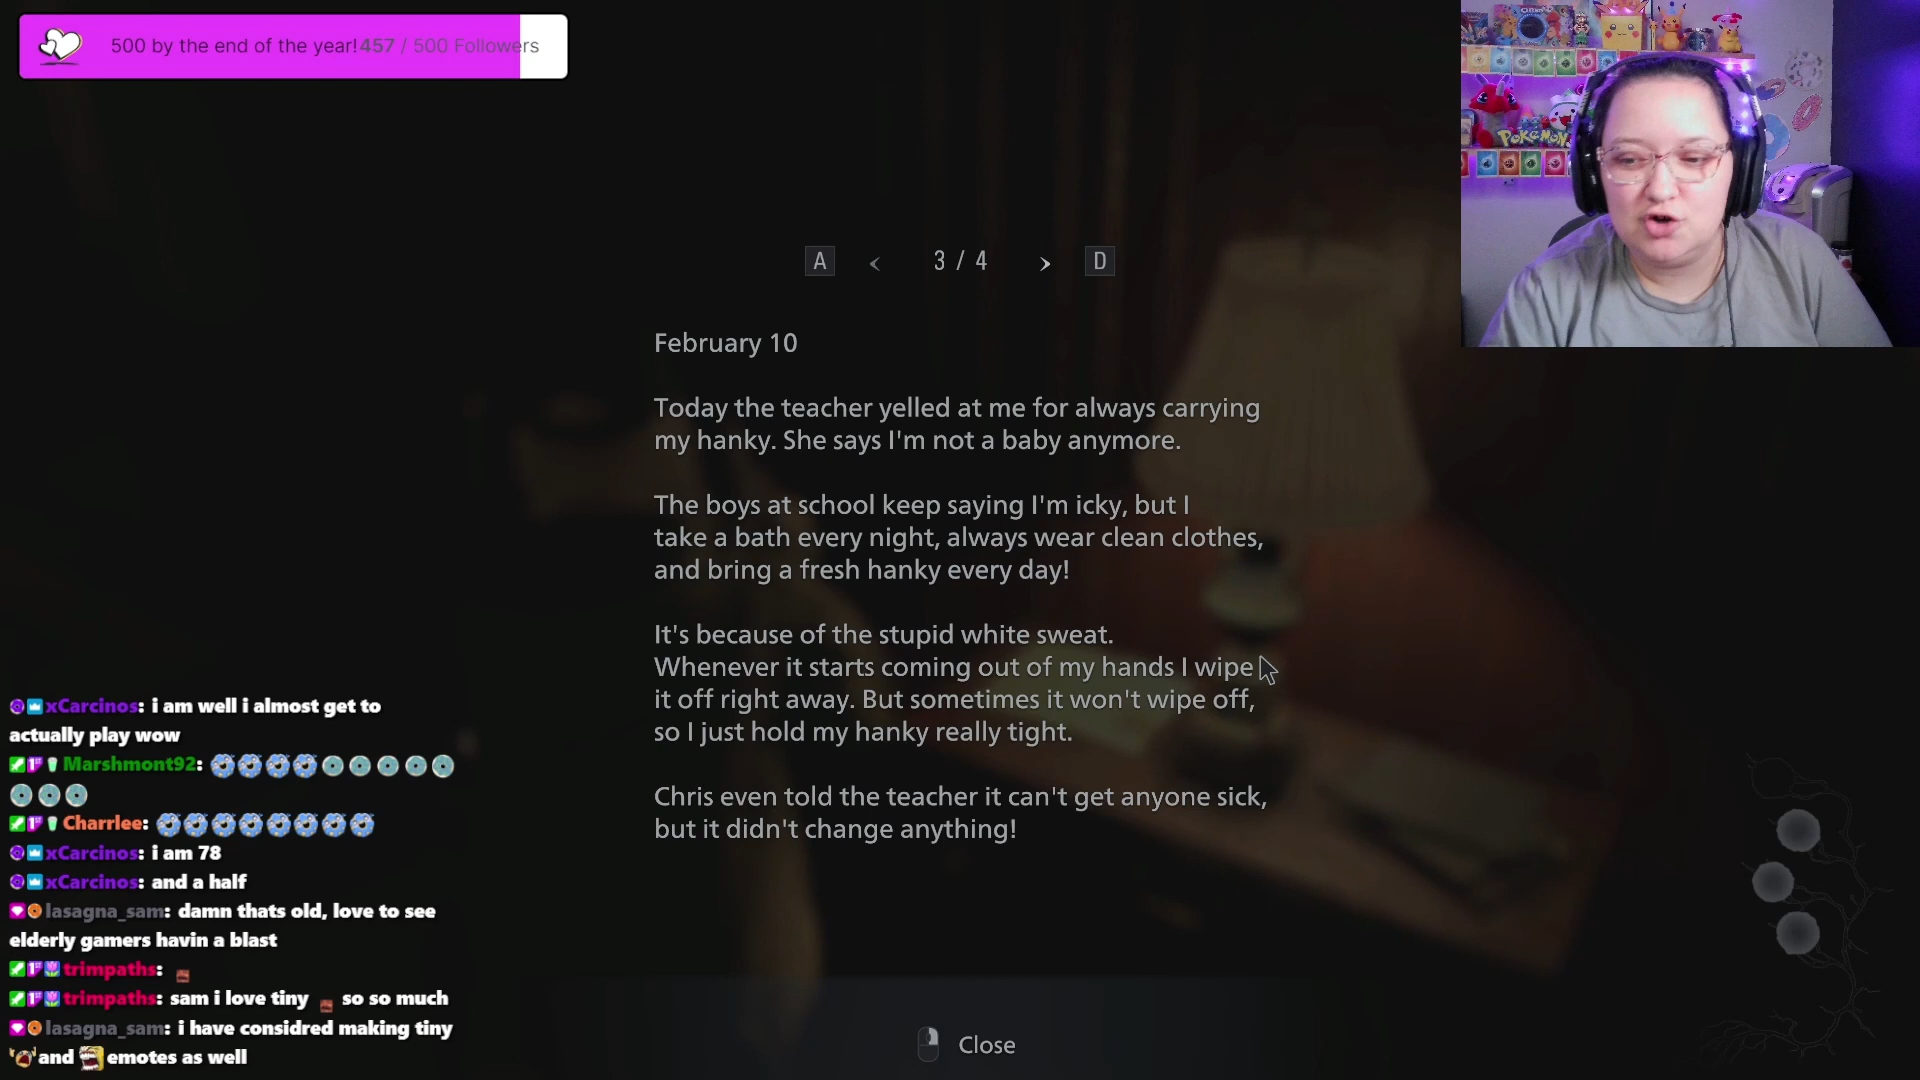 500 by the end of the year!457 / 500 Followers
POKÉMON
A < 3 / 4 > D
February 10
Today the teacher yelled at me for always carrying
my hanky. She says I'm not a baby anymore.
The boys at school keep saying I'm icky, but I
take a bath every night, always wear clean clothes,
and bring a fresh hanky every day!
It's because of the stupid white sweat.
Whenever it starts coming out of my hands I wipe
it off right away. But sometimes it won't wipe off,
so I just hold my hanky really tight.
Chris even told the teacher it can't get anyone sick,
but it didn't change anything!
xCarcinos: i am well i almost get to
actually play wow
Marshmont92:
Charrlee:
xCarcinos: i am 78
xCarcinos: and a half
lasagna_sam: damn thats old, love to see
elderly gamers havin a blast
trimpaths:
trimpaths: sam i love tiny so so much
lasagna_sam: i have considred making tiny
and emotes as well
Close